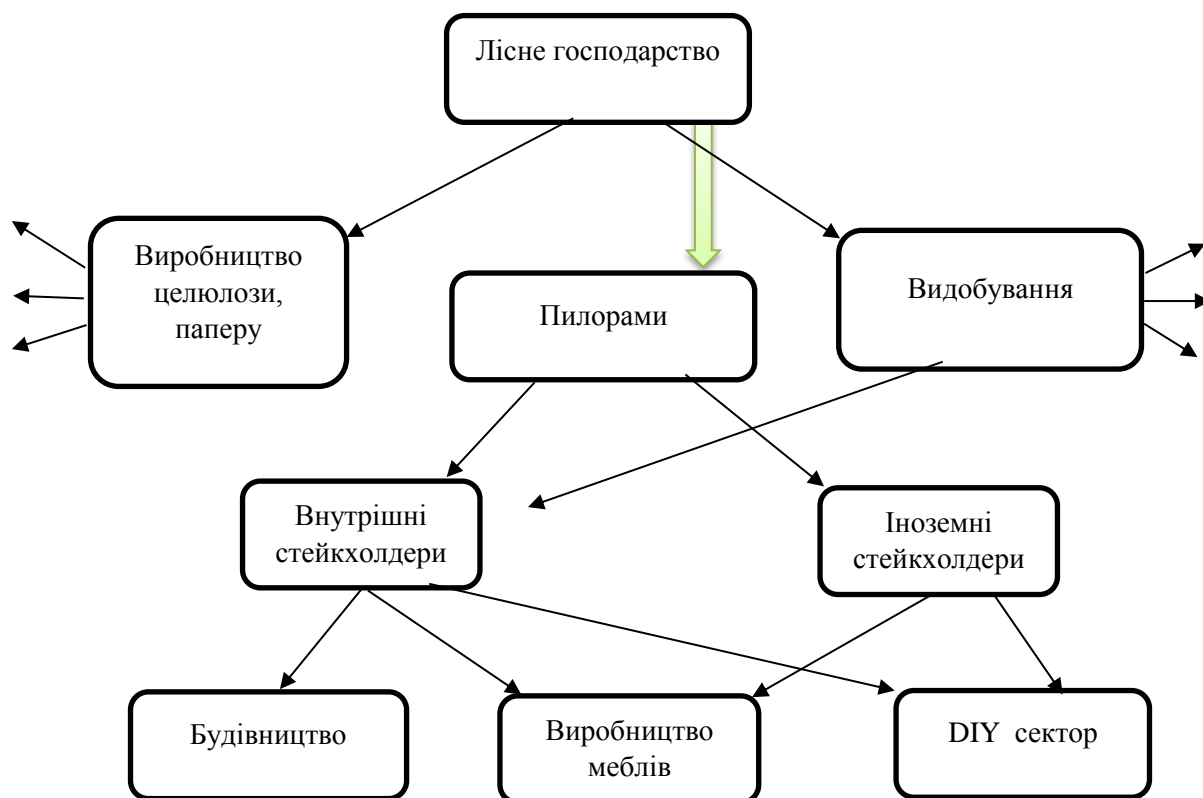 Лісне господарство
Виробництво
целюлози,
паперу
Пилорами
Видобування
Внутрішні
стейкхолдери
Іноземні
стейкхолдери
Будівництво
Виробництво
меблів
DIY сектор